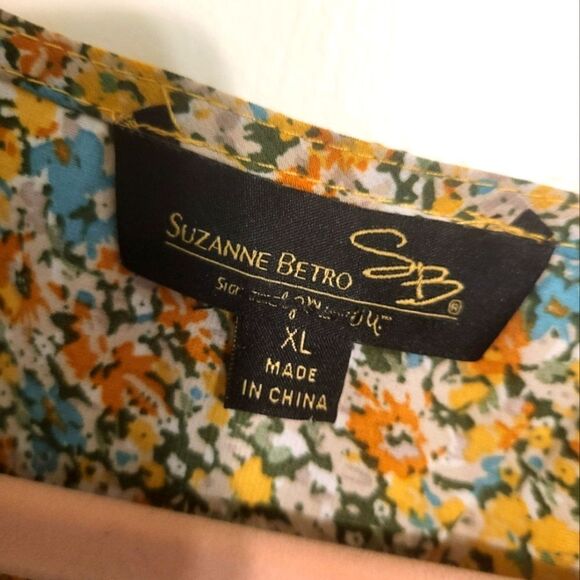 SUZANNE BETRO SB®
XL
MADE
IN CHINA